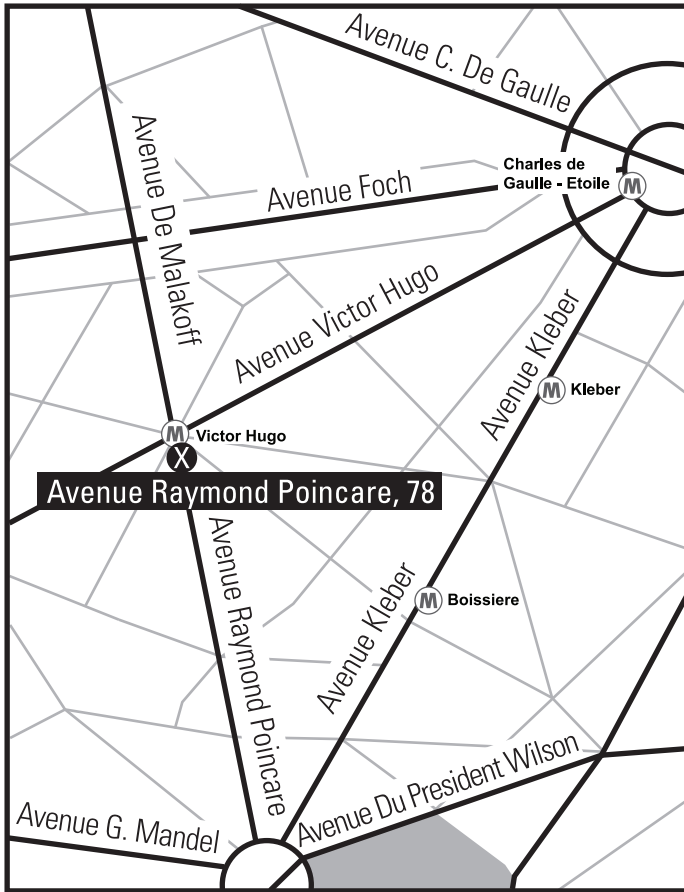 Avenue C. De Gaulle
Avenue De Malakoff
Charles de
Gaulle - Etoile
M
Avenue Foch
Avenue Victor Hugo
Avenue Kleber
M
Kleber
M
Victor Hugo
X
Avenue Raymond Poincare, 78
Avenue Raymond Poincare
Avenue Kleber
M
Boissiere
Avenue Du President Wilson
Avenue G. Mandel